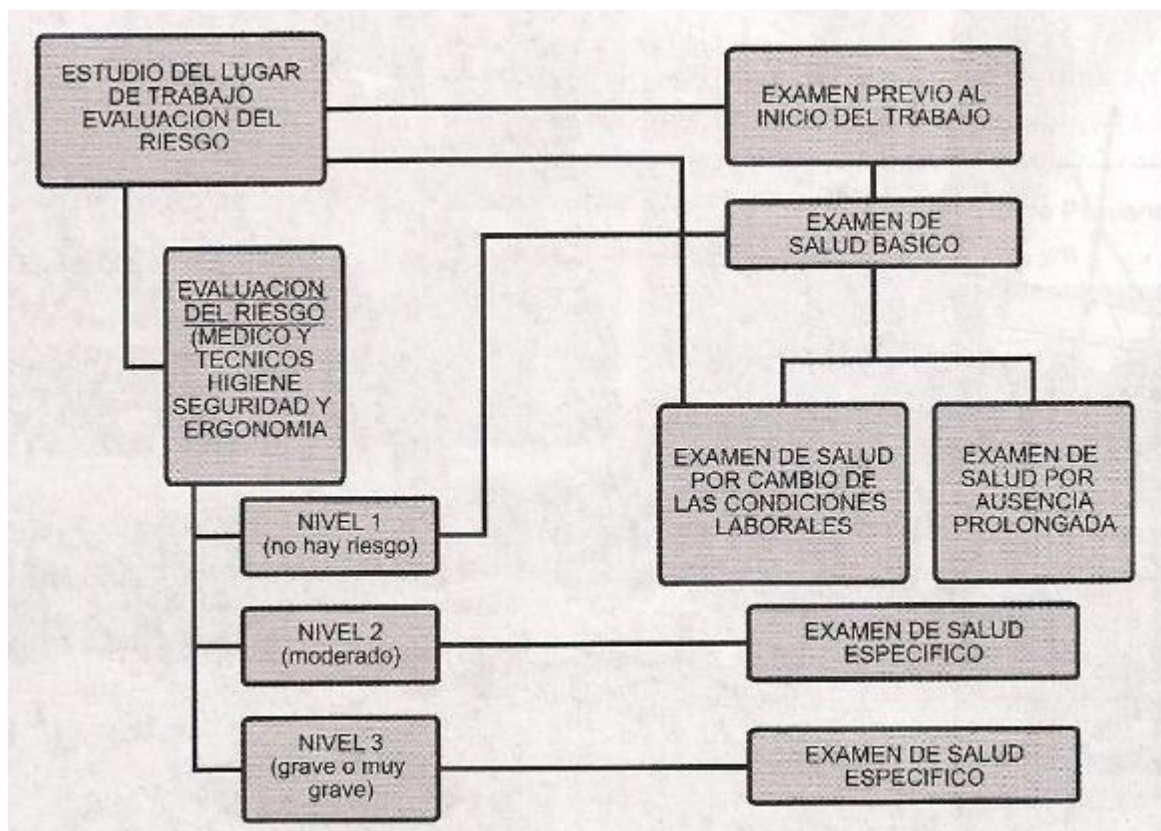 ESTUDIO DEL LUGAR
DE TRABAJO
EVALUACION DEL
RIESGO
EXAMEN PREVIO AL
INICIO DEL TRABAJO
EXAMEN DE
SALUD BASICO
EVALUACION
DEL RIESGO
(MEDICO Y
TECNICOS
HIGIENE
SEGURIDAD Y
ERGONOMIA
EXAMEN DE SALUD
POR CAMBIO DE
LAS CONDICIONES
LABORALES
EXAMEN DE
SALUD POR
AUSENCIA
PROLONGADA
NIVEL 1
(no hay riesgo)
NIVEL 2
(moderado)
EXAMEN DE SALUD
ESPECIFICO
NIVEL 3
(grave o muy
grave)
EXAMEN DE SALUD
ESPECIFICO